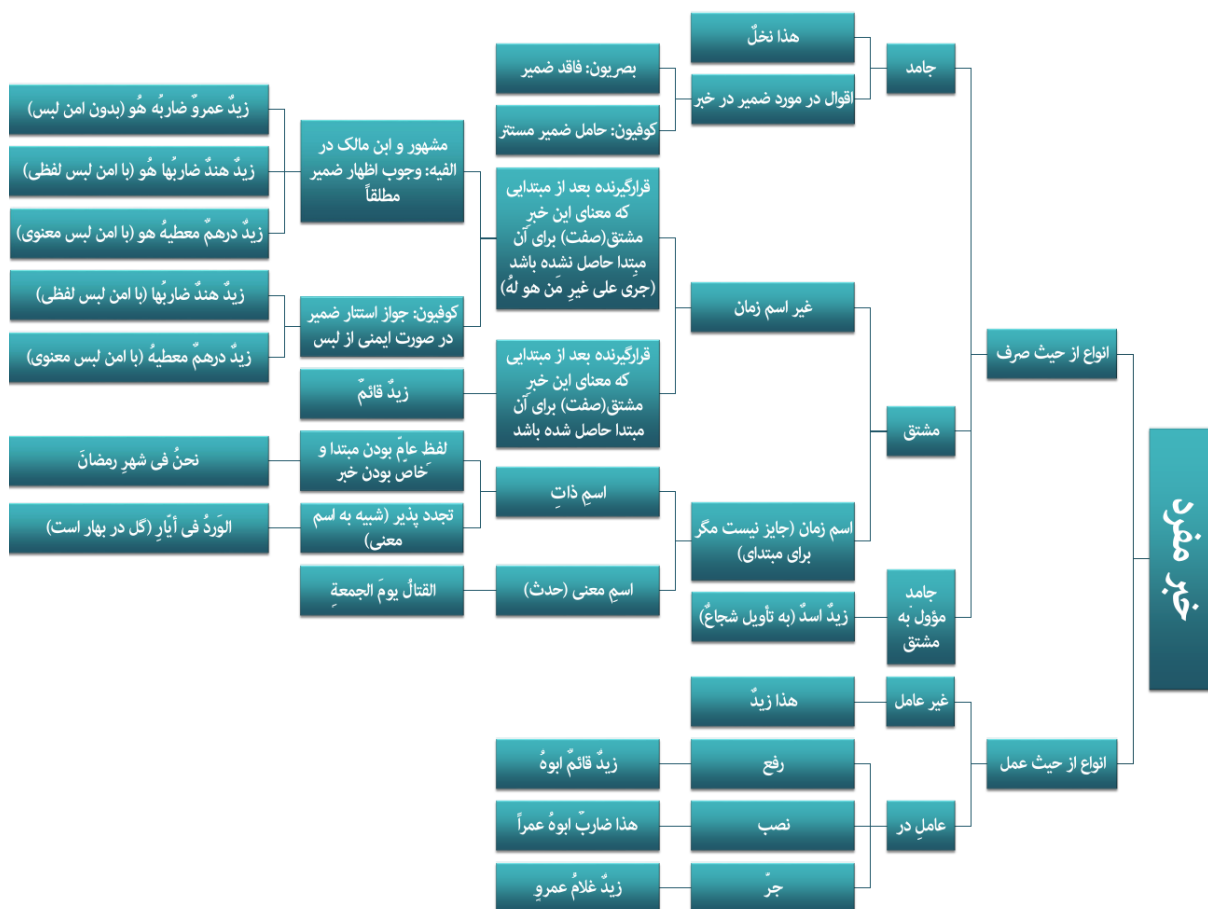 خبر مفرد
انواع از حیث صرف
جامد
هذا نخلٌ
اقوال در مورد ضمیر در خبر
بصریون: فاقد ضمیر
کوفیون: حامل ضمیر مستتر
مشتق
غیر اسم زمان
قرارگیرنده بعد از مبتدایی
که معنای این خبرِ
مشتق(صفت) برای آن
مبتدا حاصل نشده باشد
(جری علی غیرِ مَن هو لهُ)
مشهور و ابن مالک در
الفیه: وجوب اظهار ضمیر
مطلقاً
زیدٌ عمروٌ ضاربُه هُو (بدون امن لبس)
زیدٌ هندٌ ضاربُها هُو (با امن لبس لفظی)
زیدٌ درهمٌ معطیهُ هو (با امن لبس معنوی)
کوفیون: جواز استتار ضمیر
در صورت ایمنی از لبس
زیدٌ هندٌ ضاربُها (با امن لبس لفظی)
زیدٌ درهمٌ معطیهُ (با امن لبس معنوی)
قرارگیرنده بعد از مبتدایی
که معنای این خبرِ
مشتق(صفت) برای آن
مبتدا حاصل شده باشد
زیدٌ قائمٌ
اسم زمان (جایز نیست مگر
برای مبتدای)
اسمِ ذاتِ
لفظِ عامّ بودن مبتدا و
خاصّ بودن خبر
نحنُ فی شهرِ رمضانَ
تجدد پذیر (شبیه به اسم
معنی)
الوَردُ فی أیّارِ (گل در بهار است)
اسمِ معنی (حدث)
القتالُ یومَ الجمعةِ
جامد
مؤول به
مشتق
زیدٌ اسدٌ (به تأویل شجاعٌ)
انواع از حیث عمل
غیر عامل
هذا زیدٌ
عاملِ در
رفع
زیدٌ قائمٌ ابوهُ
نصب
هذا ضاربٌ ابوهُ عمراً
جرّ
زیدٌ غلامُ عمروٍ